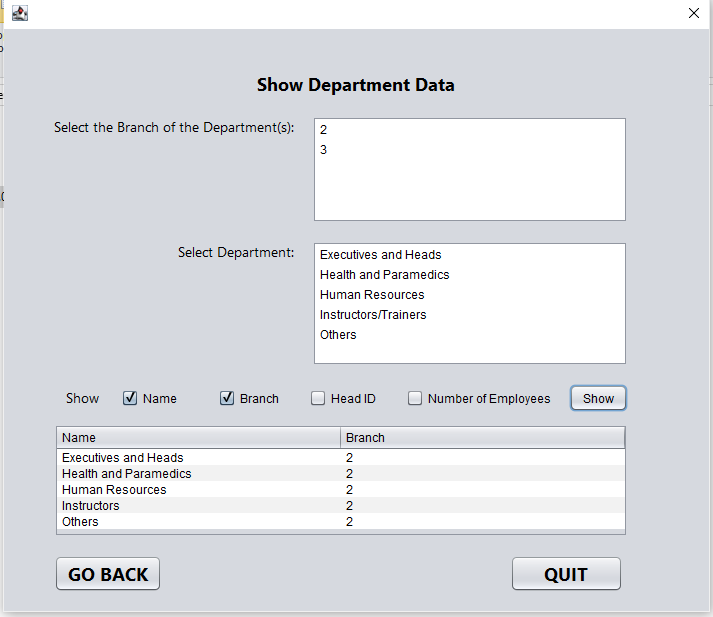 Show Department Data
Select the Branch of the Department(s):
2
3
Select Department:
Executives and Heads
Health and Paramedics
Human Resources
Instructors/Trainers
Others
Show Name Branch Head ID Number of Employees Show
Name Branch
Executives and Heads 2
Health and Paramedics 2
Human Resources 2
Instructors 2
Others 2
GO BACK QUIT